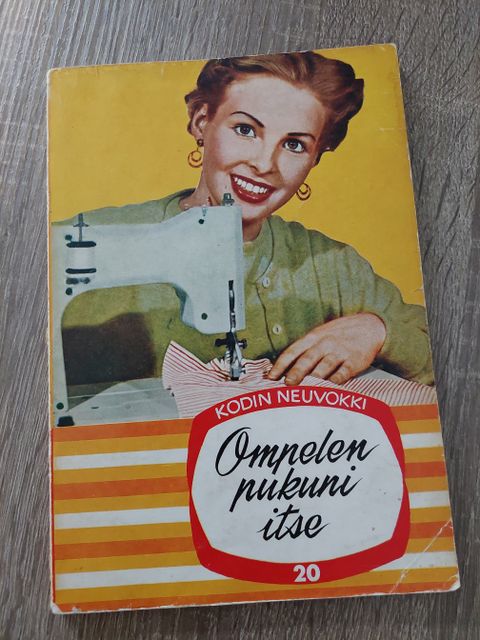 KODIN NEUVOKKI
Ompelen
pukuni
itse
20